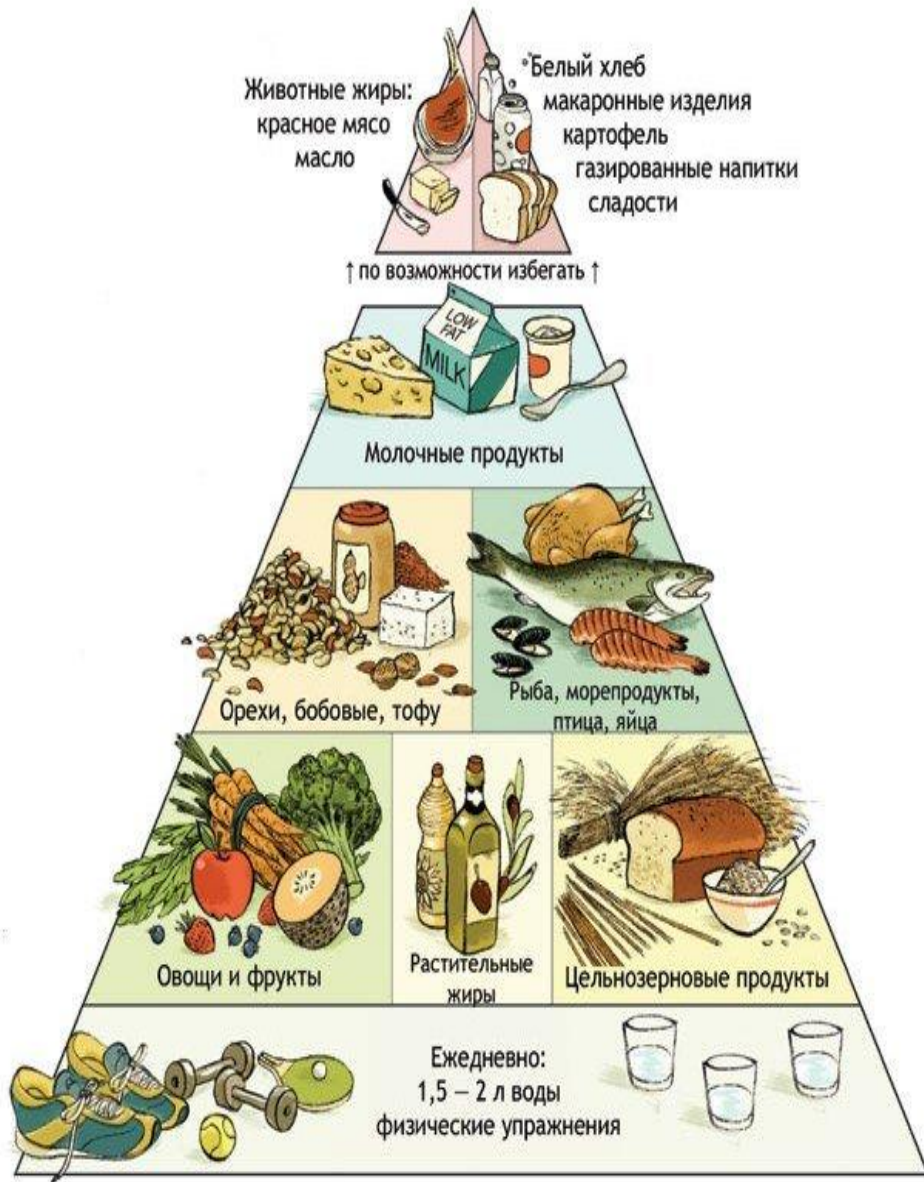 Животные жиры:
красное мясо
масло
*Белый хлеб
макаронные изделия
картофель
газированные напитки
сладости
↑ по возможности избегать ↑
LOW
FAT
MILK
Молочные продукты
Орехи, бобовые, тофу
Рыба, морепродукты,
птица, яйца
Овощи и фрукты
Растительные
жиры
Цельнозерновые продукты
Ежедневно:
1,5 – 2 л воды
физические упражнения